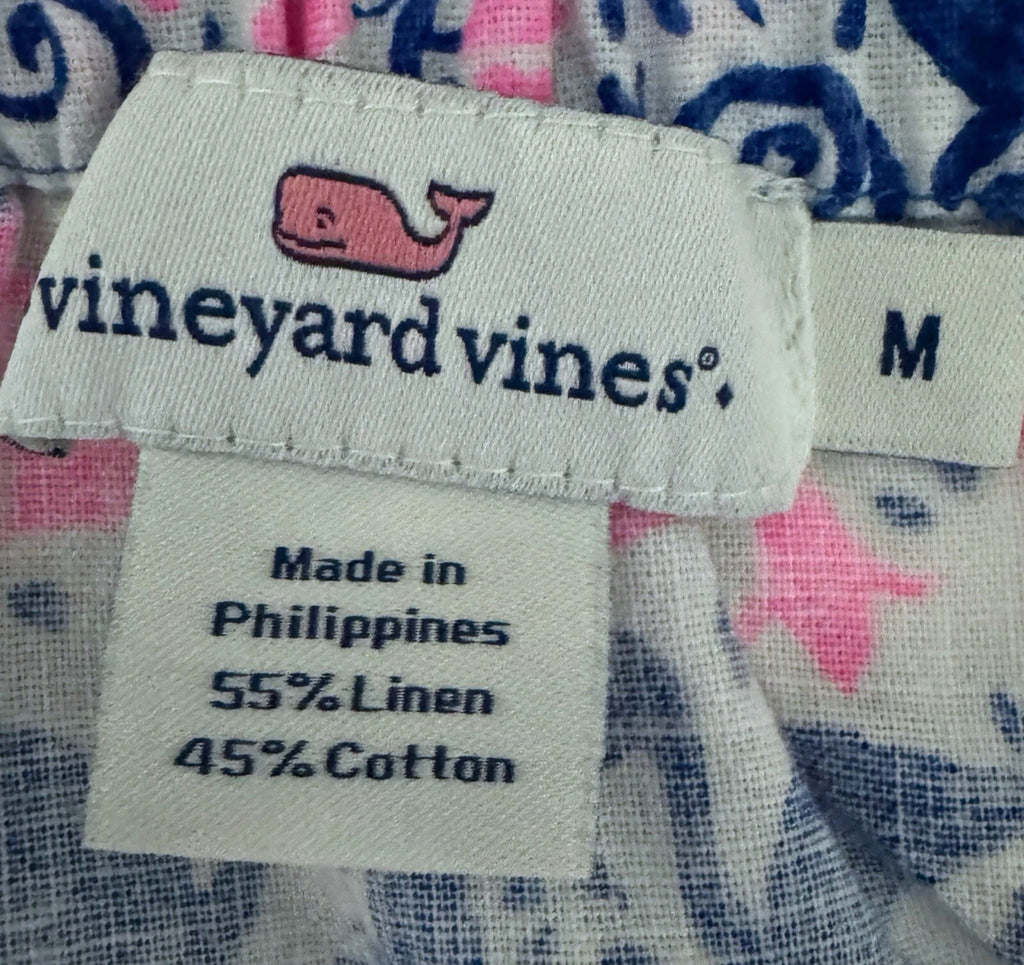 vineyard vines®
M
Made in
Philippines
55% Linen
45% Cotton